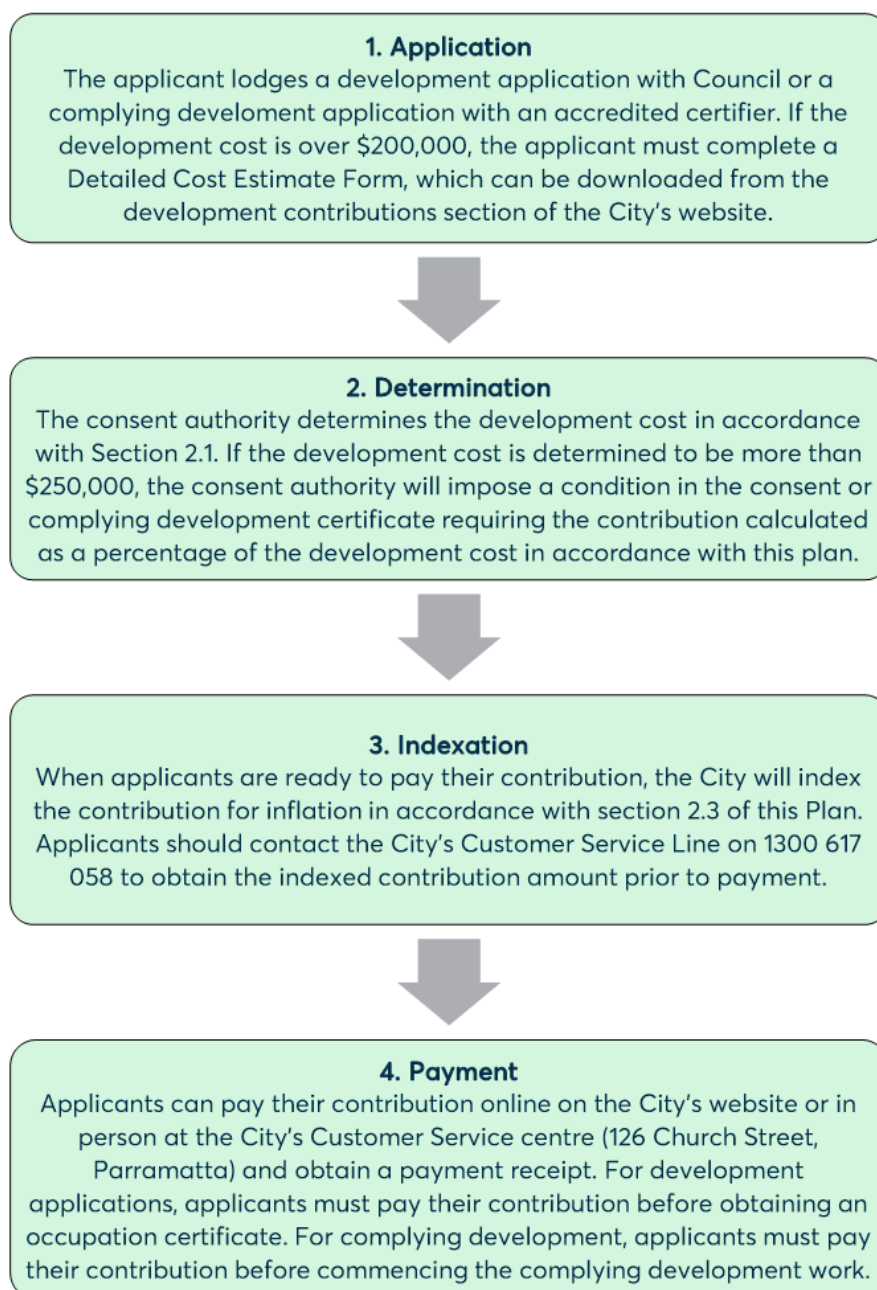 1. Application
The applicant lodges a development application with Council or a
complying develoment application with an accredited certifier. If the
development cost is over $200,000, the applicant must complete a
Detailed Cost Estimate Form, which can be downloaded from the
development contributions section of the City's website.
2. Determination
The consent authority determines the development cost in accordance
with Section 2.1. If the development cost is determined to be more than
$250,000, the consent authority will impose a condition in the consent or
complying development certificate requiring the contribution calculated
as a percentage of the development cost in accordance with this plan.
3. Indexation
When applicants are ready to pay their contribution, the City will index
the contribution for inflation in accordance with section 2.3 of this Plan.
Applicants should contact the City's Customer Service Line on 1300 617
058 to obtain the indexed contribution amount prior to payment.
4. Payment
Applicants can pay their contribution online on the City's website or in
person at the City's Customer Service centre (126 Church Street,
Parramatta) and obtain a payment receipt. For development
applications, applicants must pay their contribution before obtaining an
occupation certificate. For complying development, applicants must pay
their contribution before commencing the complying development work.